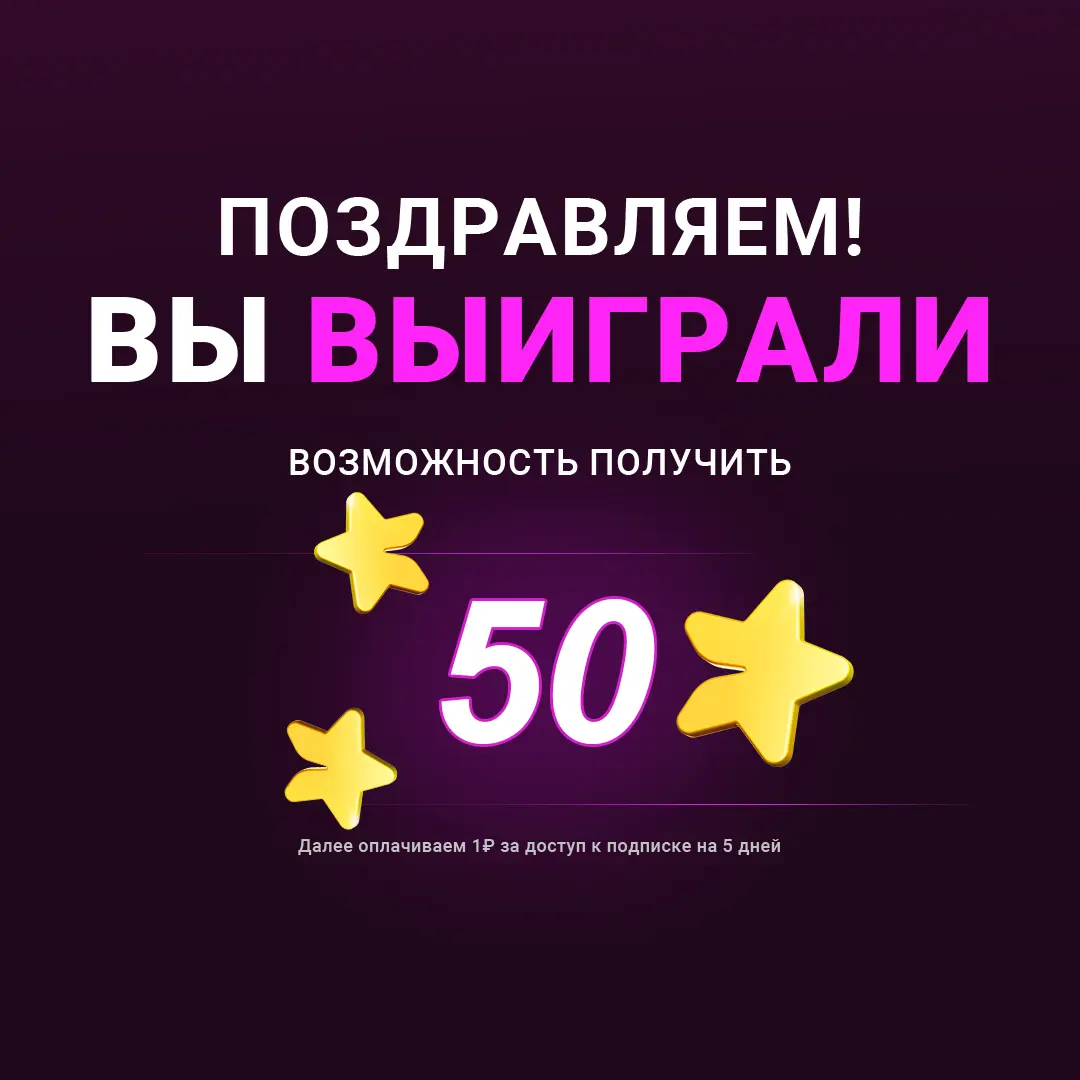 ПОЗДРАВЛЯЕМ!
ВЫ ВЫИГРАЛИ
ВОЗМОЖНОСТЬ ПОЛУЧИТЬ
50
Далее оплачиваем 1₽ за доступ к подписке на 5 дней